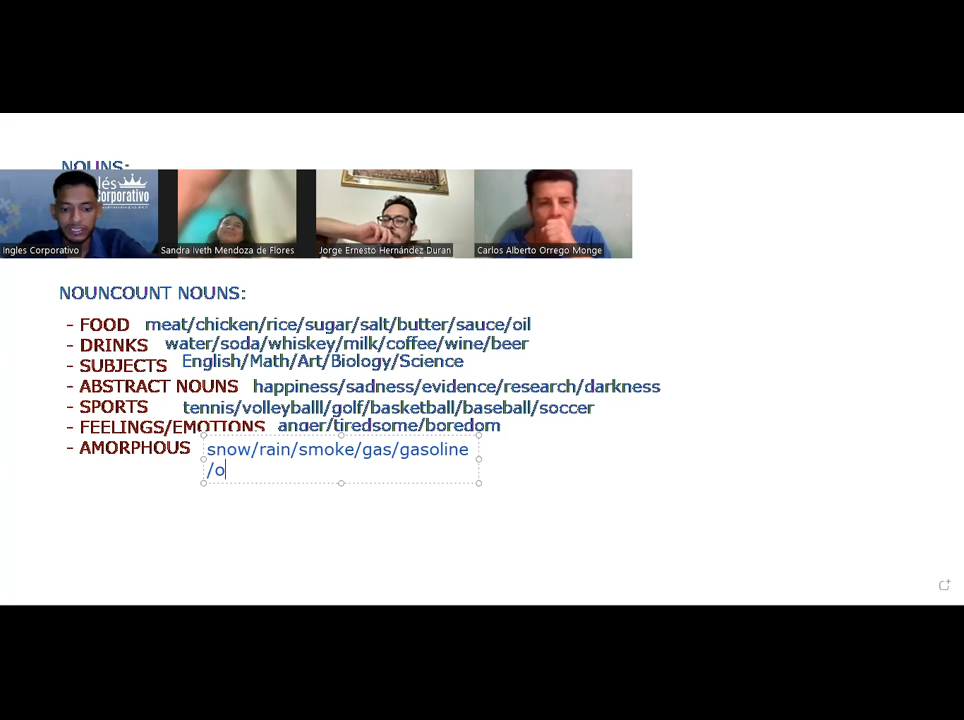 NOUNS:
lés
Corporativo
Ingles Corporativo
Sandra Iveth Mendoza de Flores
Jorge Ernesto Hernández Duran
Carlos Alberto Orrego Monge
NOUNCOUNT NOUNS:
- FOOD meat/chicken/rice/sugar/salt/butter/sauce/oil
- DRINKS water/soda/whiskey/milk/coffee/wine/beer
- SUBJECTS English/Math/Art/Biology/Science
- ABSTRACT NOUNS happiness/sadness/evidence/research/darkness
- SPORTS tennis/volleyballl/golf/basketball/baseball/soccer
- FEELINGS/EMOTIONS anger/tiredsome/boredom
- AMORPHOUS snow/rain/smoke/gas/gasoline
/o